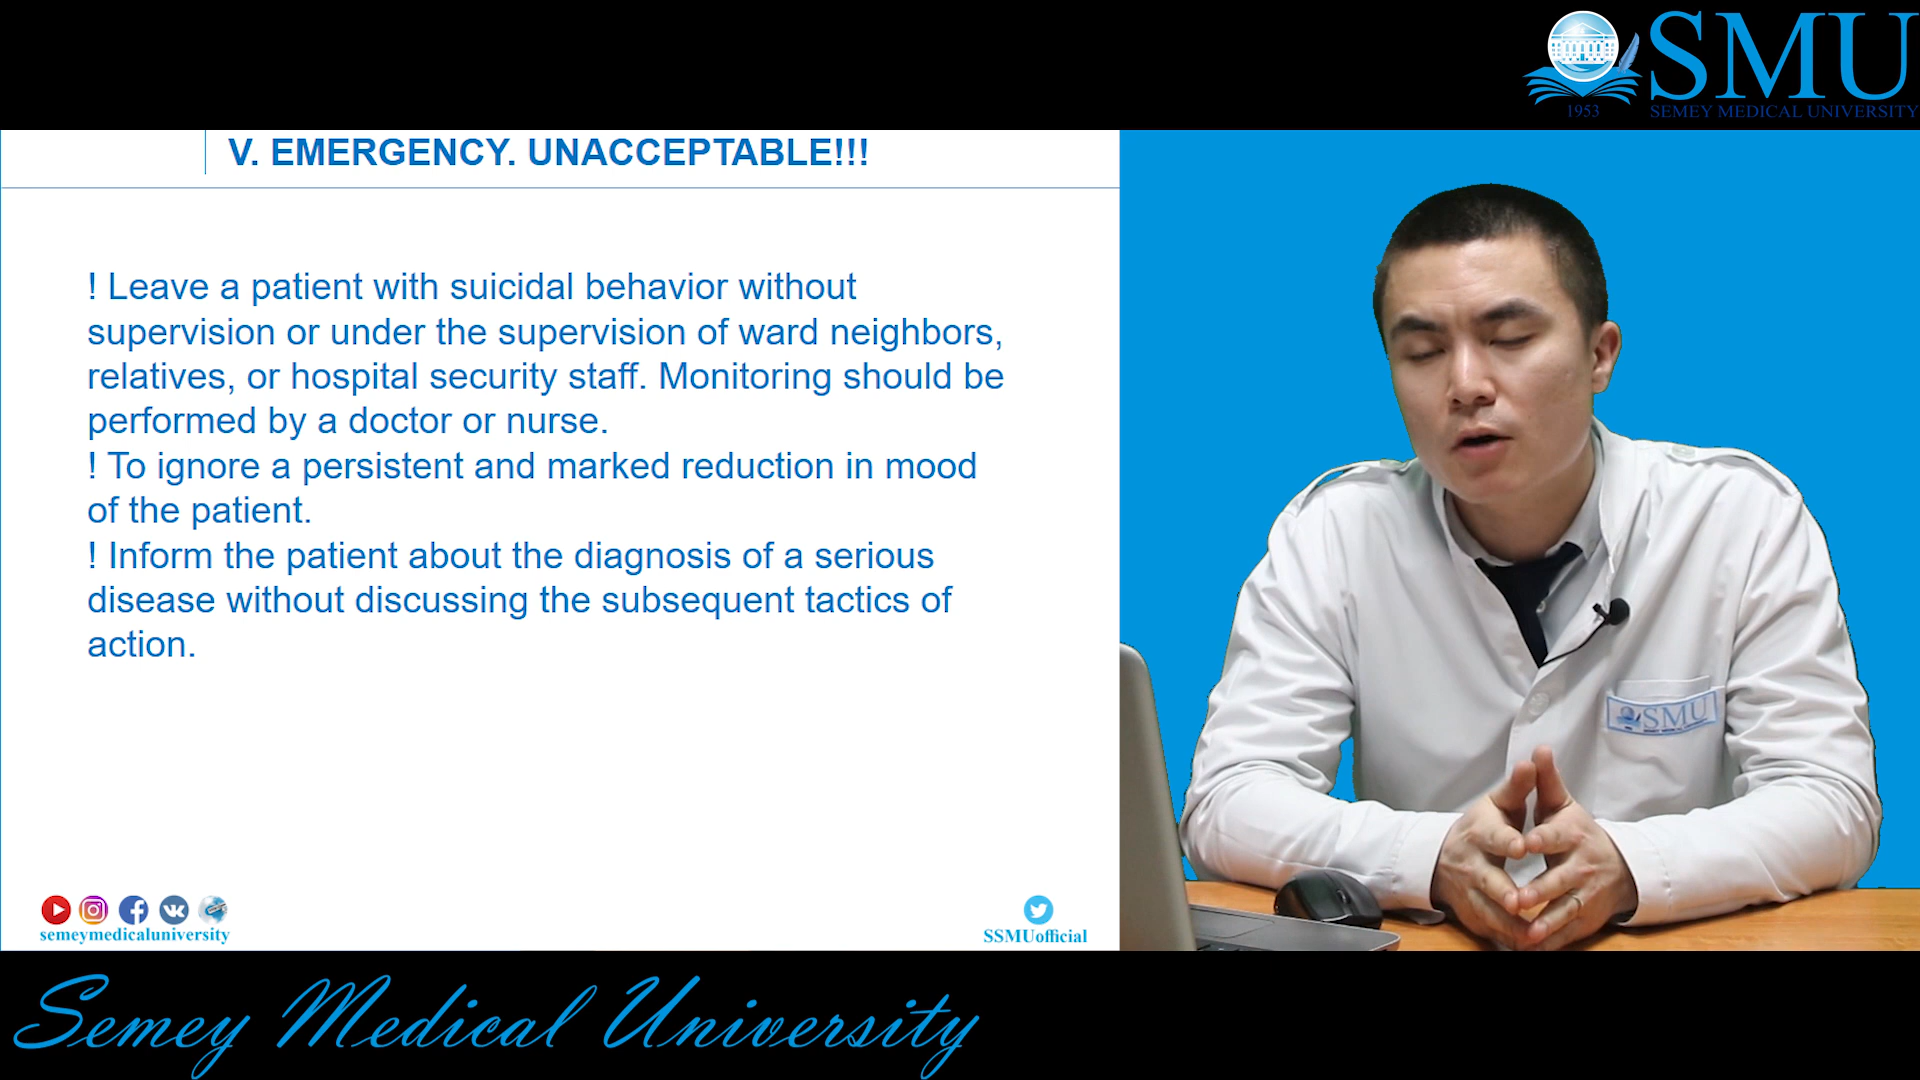 SMU
1953
SEMEY MEDICAL UNIVERSITY
V. EMERGENCY. UNACCEPTABLE!!!
! Leave a patient with suicidal behavior without
supervision or under the supervision of ward neighbors,
relatives, or hospital security staff. Monitoring should be
performed by a doctor or nurse.
! To ignore a persistent and marked reduction in mood
of the patient.
! Inform the patient about the diagnosis of a serious
disease without discussing the subsequent tactics of
action.
SMU
semeymedicaluniversity
SSMUofficial
Semey Medical University